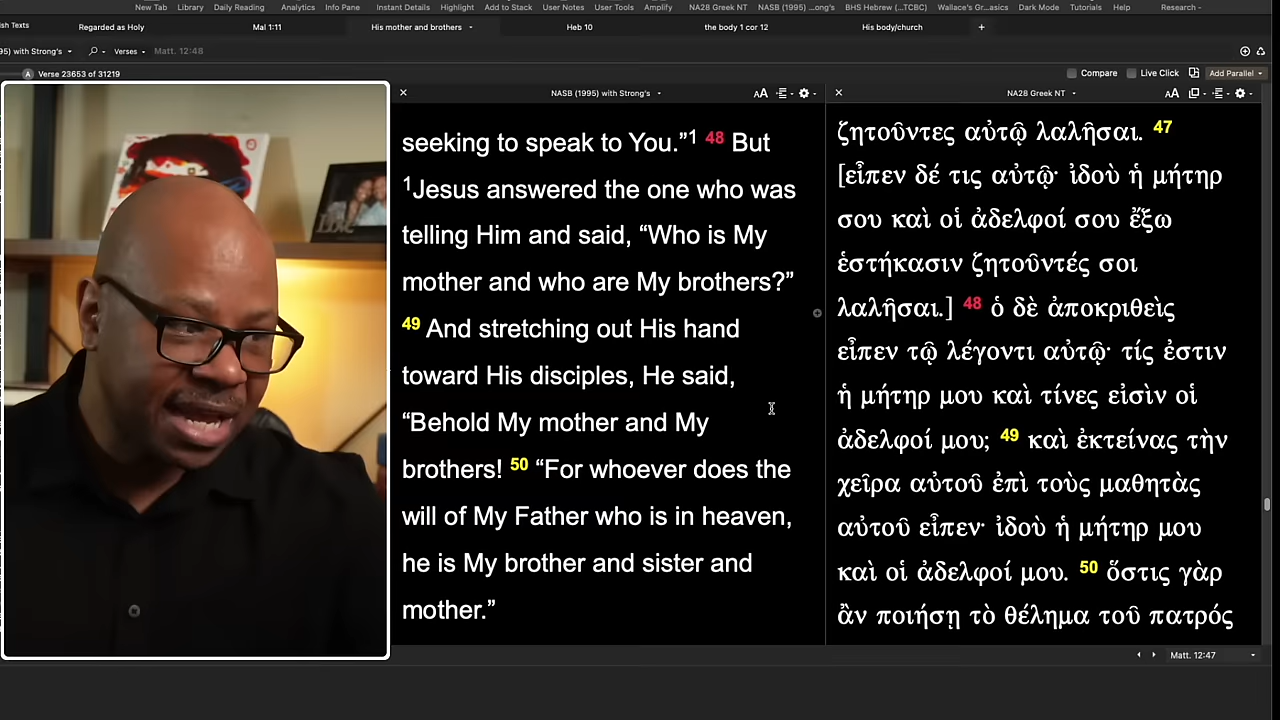 New Tab Library Daily Reading Analytics Info Pane Instant Details Highlight Add to Stack User Notes User Tools Amplify NA28 Greek NT NASB (1995) ...ong's BHS Hebrew (...TCBC) Wallace's Gr...asics Dark Mode Tutorials Help Research
sh Texts Regarded as Holy Mal 1:11 His mother and brothers Heb 10 the body 1 cor 12 His body/church +
95) with Strong's Verses Matt. 12:48
A Verse 23653 of 31219 Compare Live Click Add Parallel
NASB (1995) with Strong's AA
seeking to speak to You.”1 48 But
1Jesus answered the one who was
telling Him and said, “Who is My
mother and who are My brothers?”
49 And stretching out His hand
toward His disciples, He said,
“Behold My mother and My
brothers! 50 “For whoever does the
will of My Father who is in heaven,
he is My brother and sister and
mother.”
NA28 Greek NT AA
ζητοῦντες αὐτῷ λαλῆσαι. 47
[εἶπεν δέ τις αὐτῷ· ἰδοὺ ἡ μήτηρ
σου καὶ οἱ ἀδελφοί σου ἔξω
ἑστήκασιν ζητοῦντές σοι
λαλῆσαι.] 48 ὁ δὲ ἀποκριθεὶς
εἶπεν τῷ λέγοντι αὐτῷ· τίς ἐστιν
ἡ μήτηρ μου καὶ τίνες εἰσὶν οἱ
ἀδελφοί μου; 49 καὶ ἐκτείνας τὴν
χεῖρα αὐτοῦ ἐπὶ τοὺς μαθητὰς
αὐτοῦ εἶπεν· ἰδοὺ ἡ μήτηρ μου
καὶ οἱ ἀδελφοί μου. 50 ὅστις γὰρ
ἂν ποιήσῃ τὸ θέλημα τοῦ πατρός
Matt. 12:47